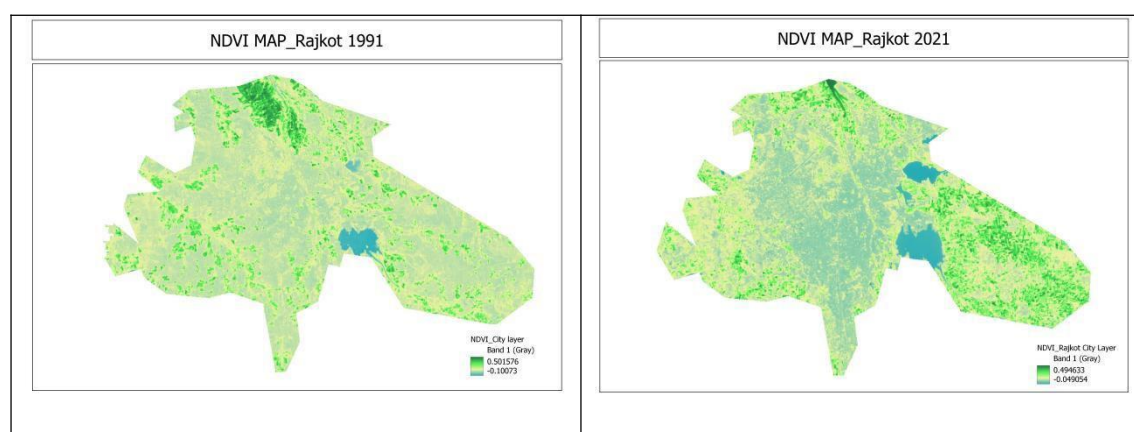 NDVI MAP_Rajkot 1991
NDVI_City layer
Band 1 (Gray)
0.501576
-0.10073
NDVI MAP_Rajkot 2021
NDVI_Rajkot City Layer
Band 1 (Gray)
0.494633
-0.049054